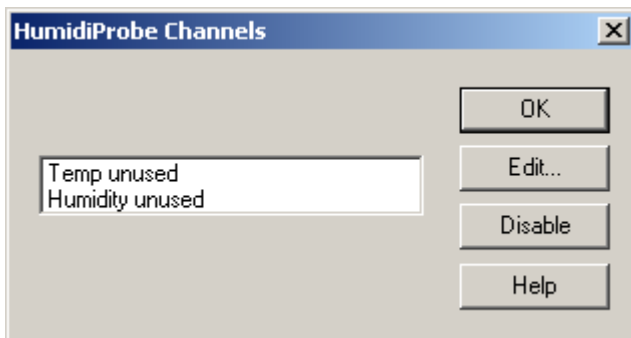 HumidiProbe Channels
OK
Temp unused
Humidity unused
Edit...
Disable
Help